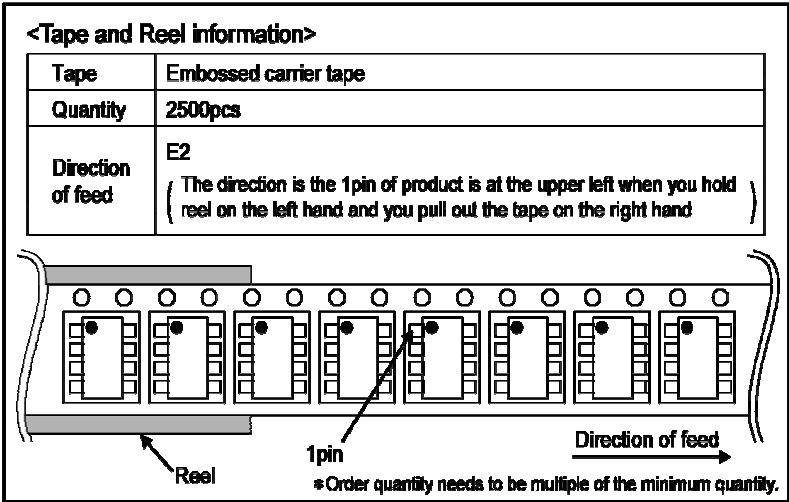 <Tape and Reel information>
Tape Embossed carrier tape
Quantity 2500pcs
Direction of feed E2
( The direction is the 1pin of product is at the upper left when you hold
reel on the left hand and you pull out the tape on the right hand )
1pin
Direction of feed
Reel
*Order quantity needs to be multiple of the minimum quantity.